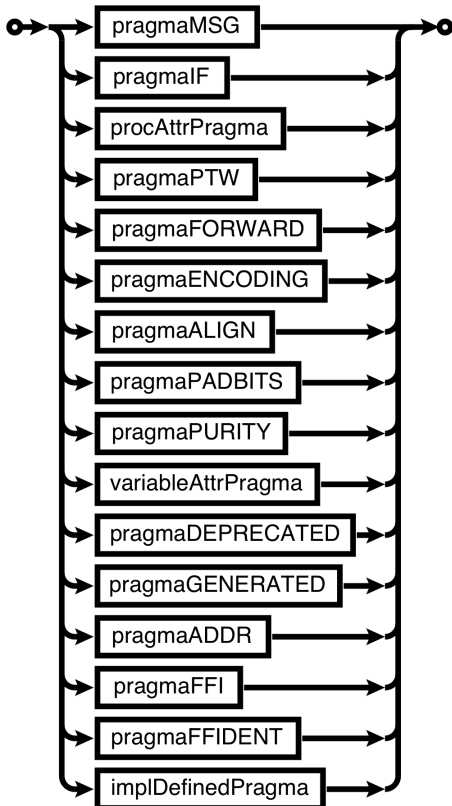 pragmaMSG
pragmaIF
procAttrPragma
pragmaPTW
pragmaFORWARD
pragmaENCODING
pragmaALIGN
pragmaPADBITS
pragmaPURITY
variableAttrPragma
pragmaDEPRECATED
pragmaGENERATED
pragmaADDR
pragmaFFI
pragmaFFIDENT
implDefinedPragma